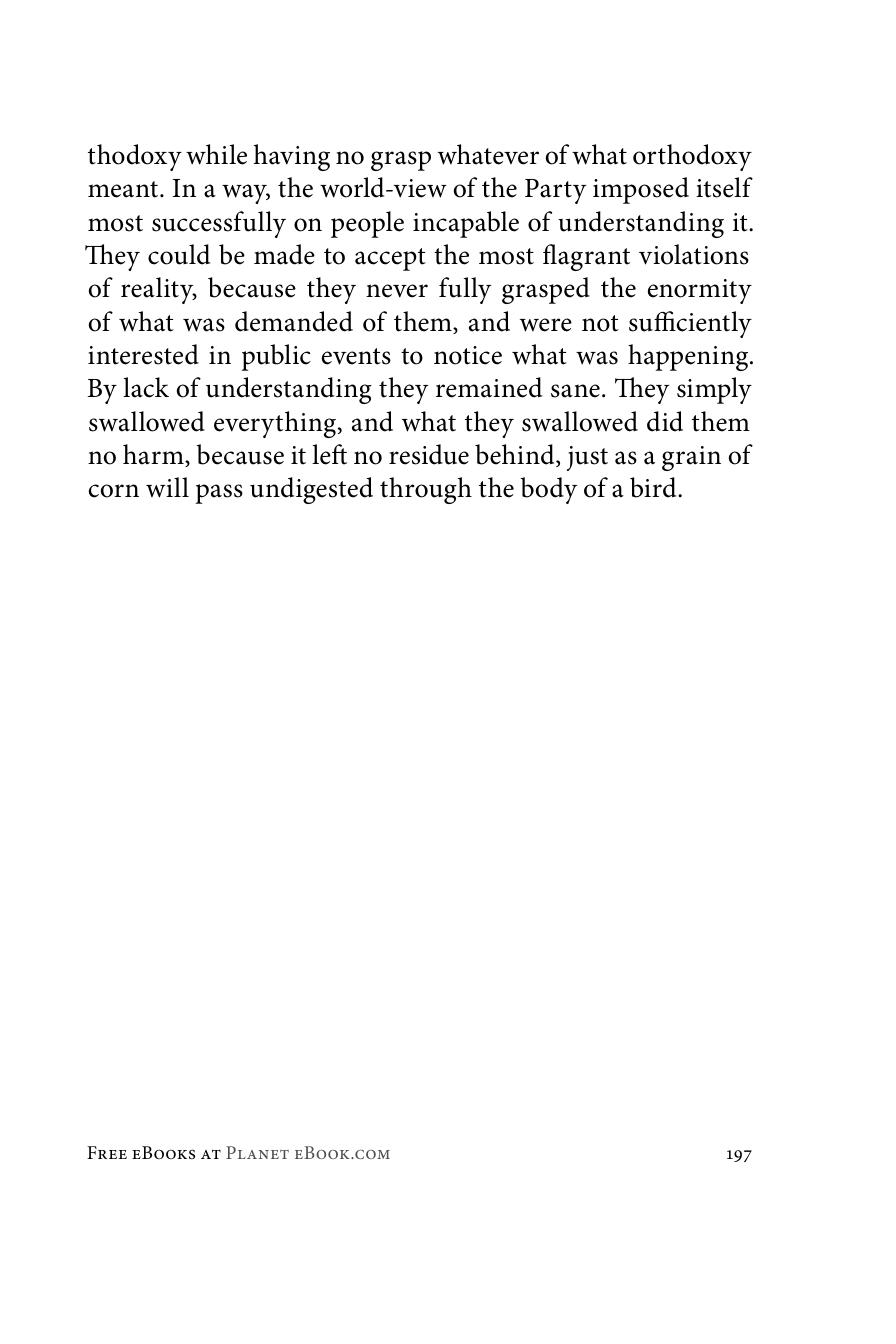 thodoxy while having no grasp whatever of what orthodoxy
meant. In a way, the world-view of the Party imposed itself
most successfully on people incapable of understanding it.
They could be made to accept the most flagrant violations
of reality, because they never fully grasped the enormity
of what was demanded of them, and were not sufficiently
interested in public events to notice what was happening.
By lack of understanding they remained sane. They simply
swallowed everything, and what they swallowed did them
no harm, because it left no residue behind, just as a grain of
corn will pass undigested through the body of a bird.
Free eBooks at Planet eBook.com 197